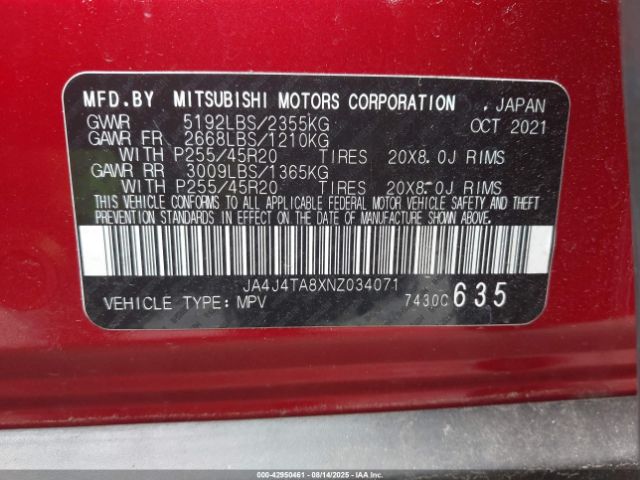 MFD.BY MITSUBISHI MOTORS CORPORATION , JAPAN
GVWR 5192LBS/2355KG OCT 2021
GAWR FR 2668LBS/1210KG
WITH P255/45R20 TIRES 20X8.0J RIMS
GAWR RR 3009LBS/1365KG
WITH P255/45R20 TIRES 20X8.0J RIMS
THIS VEHICLE CONFORMS TO ALL APPLICABLE FEDERAL MOTOR VEHICLE SAFETY AND THEFT
PREVENTION STANDARDS IN EFFECT ON THE DATE OF MANUFACTURE SHOWN ABOVE.
JA4J4TA8XNZ034071
VEHICLE TYPE: MPV 7430C 635
000-42950461 - 08/14/2025 - IAAI.COM